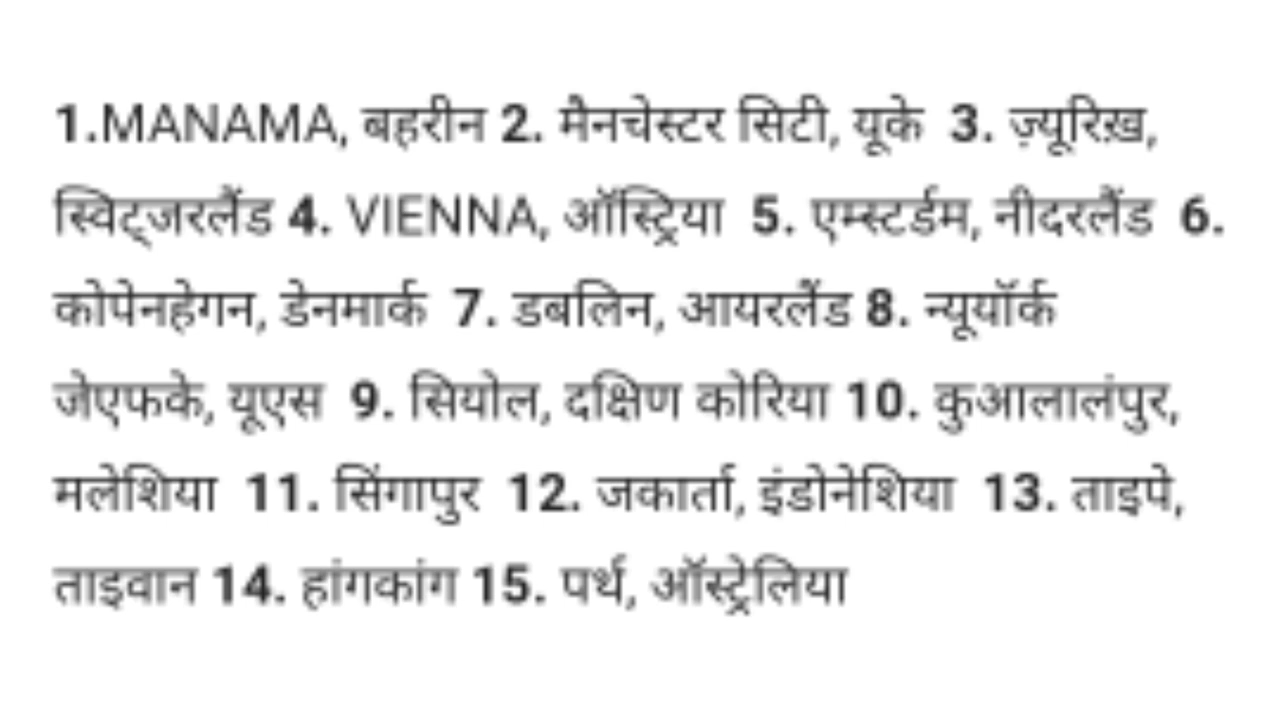 1.MANAMA, बहरीन 2. मैनचेस्टर सिटी, यूके 3. ज़्यूरिख़,
स्विट्जरलैंड 4. VIENNA, ऑस्ट्रिया 5. एम्स्टर्डम, नीदरलैंड 6.
कोपेनहेगन, डेनमार्क 7. डबलिन, आयरलैंड 8. न्यूयॉर्क
जेएफके, यूएस 9. सियोल, दक्षिण कोरिया 10. कुआलालंपुर,
मलेशिया 11. सिंगापुर 12. जकार्ता, इंडोनेशिया 13. ताइपे,
ताइवान 14. हांगकांग 15. पर्थ, ऑस्ट्रेलिया